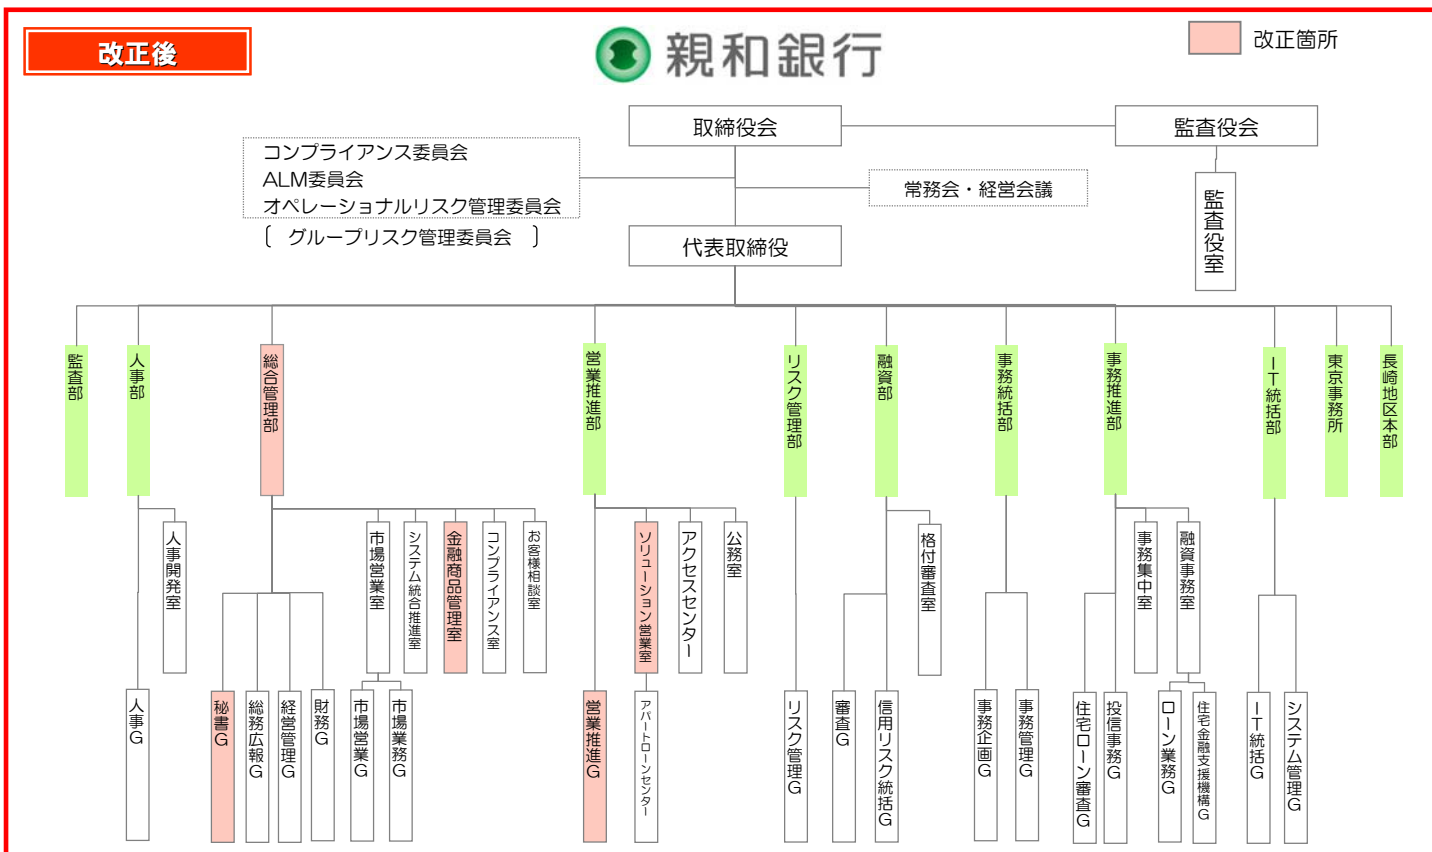 改正後
親和銀行
改正箇所
取締役会
監査役会
コンプライアンス委員会
ALM委員会
オペレーショナルリスク管理委員会
〔 グループリスク管理委員会 〕
常務会・経営会議
監査役室
代表取締役
監査部
人事部
総合管理部
営業推進部
リスク管理部
融資部
事務統括部
事務推進部
IT統括部
東京事務所
長崎地区本部
人事開発室
市場営業室
システム統合推進室
金融商品管理室
コンプライアンス室
お客様相談室
ソリューション営業室
アクセスセンター
公務室
格付審査室
事務集中室
融資事務室
人事G
秘書G
総務広報G
経営管理G
財務G
市場営業G
市場業務G
営業推進G
アパートローンセンター
リスク管理G
審査G
信用リスク統括G
事務企画G
事務管理G
住宅ローン審査G
投信事務G
ローン業務G
住宅金融支援機構G
IT統括G
システム管理G